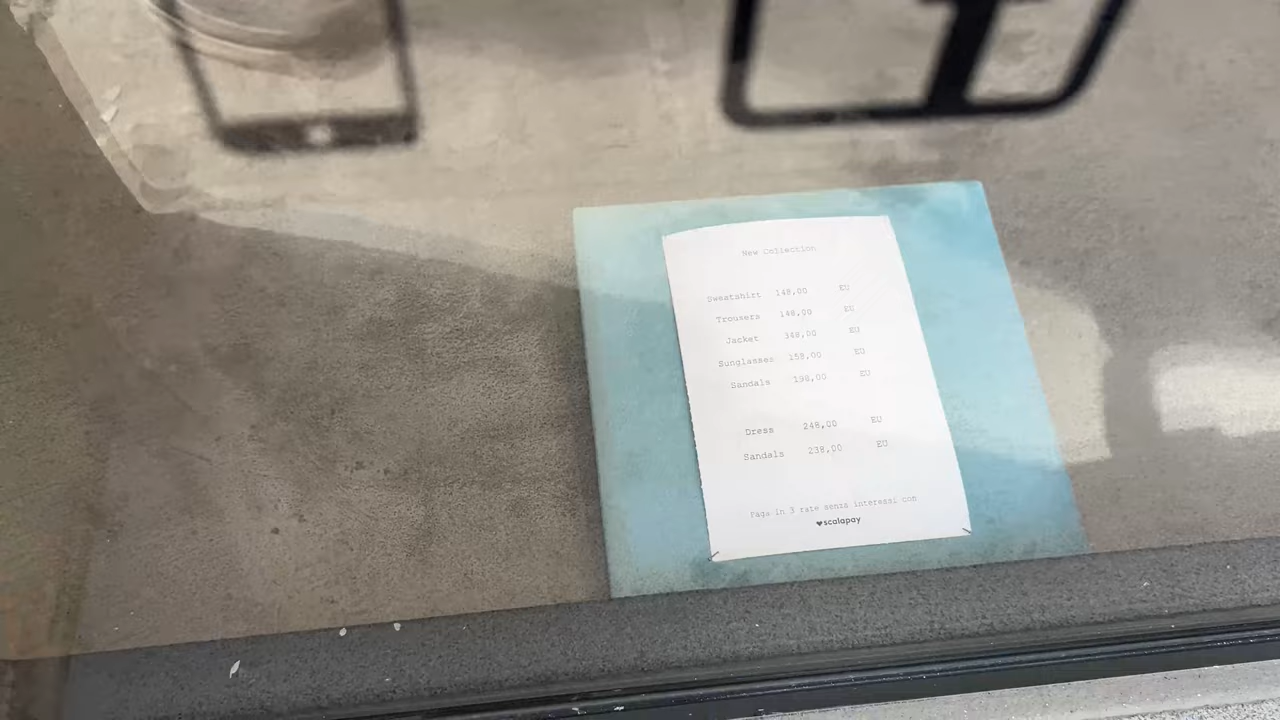 New Collection
Sweatshirt 148,00 EU
Trousers 148,00 EU
Jacket 348,00 EU
Sunglasses 158,00 EU
Sandals 198,00 EU
Dress 248,00 EU
Sandals 238,00 EU
Paga in 3 rate senza interessi con
scalapay